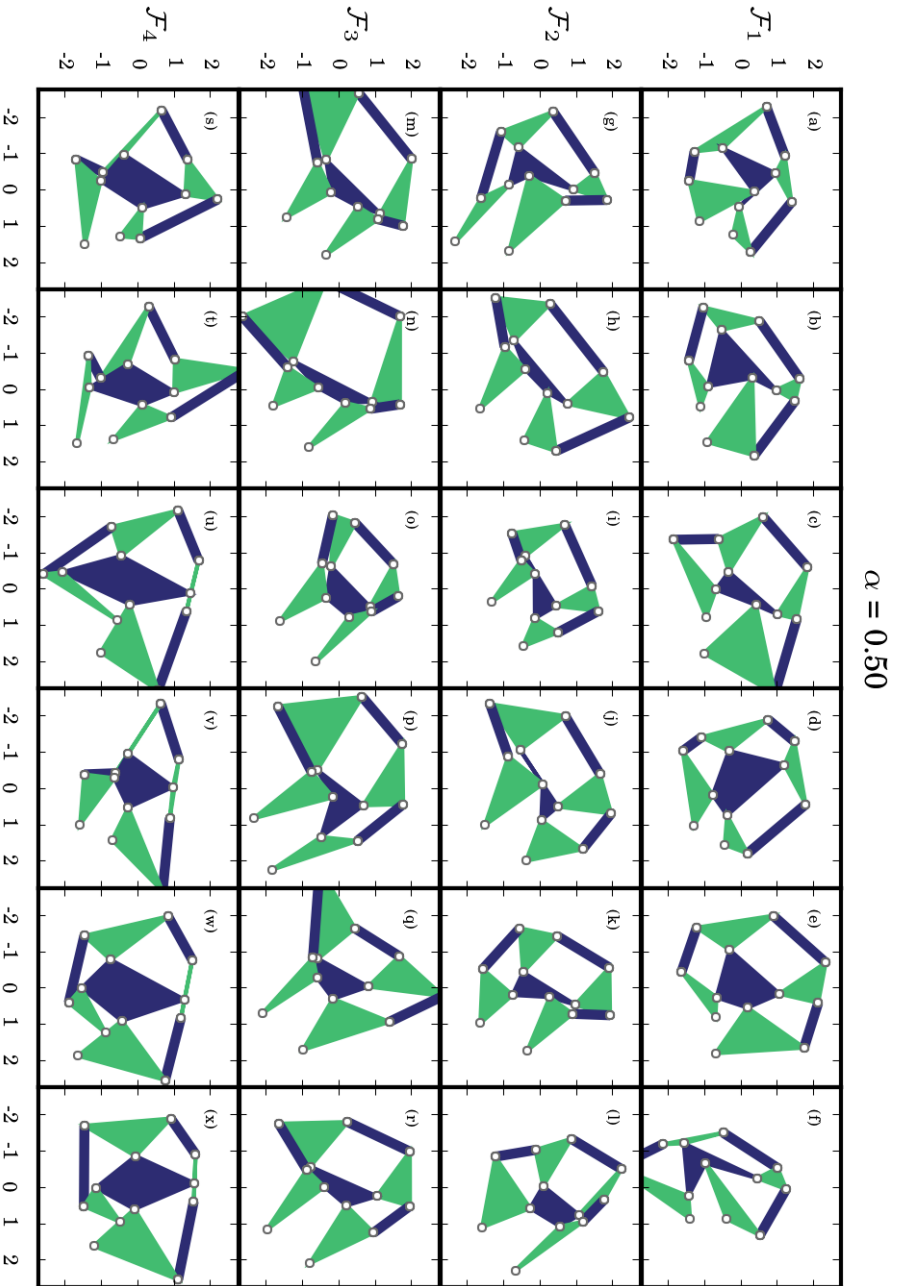 α = 0.50
ℱ₁
2
1
0
-1
-2
(a) (b) (c) (d) (e) (f)
ℱ₂
2
1
0
-1
-2
(g) (h) (i) (j) (k) (l)
ℱ₃
2
1
0
-1
-2
(m) (n) (o) (p) (q) (r)
ℱ₄
2
1
0
-1
-2
(s) (t) (u) (v) (w) (x)
-2 -1 0 1 2 -2 -1 0 1 2 -2 -1 0 1 2 -2 -1 0 1 2 -2 -1 0 1 2 -2 -1 0 1 2